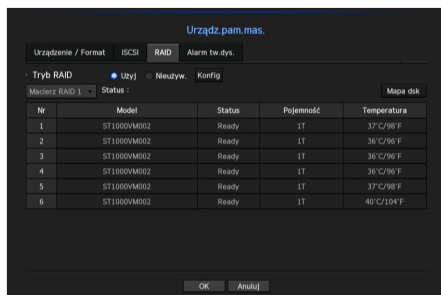 Urządz.pam.mas.
Urządzenie / Format ISCSI RAID Alarm tw.dys.
Tryb RAID Użyj Nieużyw. Konfig
Macierz RAID 1 Status : Mapa dsk
Nr Model Status Pojemność Temperatura
1 ST1000VM002 Ready 1T 37°C/98°F
2 ST1000VM002 Ready 1T 36°C/96°F
3 ST1000VM002 Ready 1T 36°C/96°F
4 ST1000VM002 Ready 1T 36°C/96°F
5 ST1000VM002 Ready 1T 37°C/98°F
6 ST1000VM002 Ready 1T 40°C/104°F
OK Anuluj